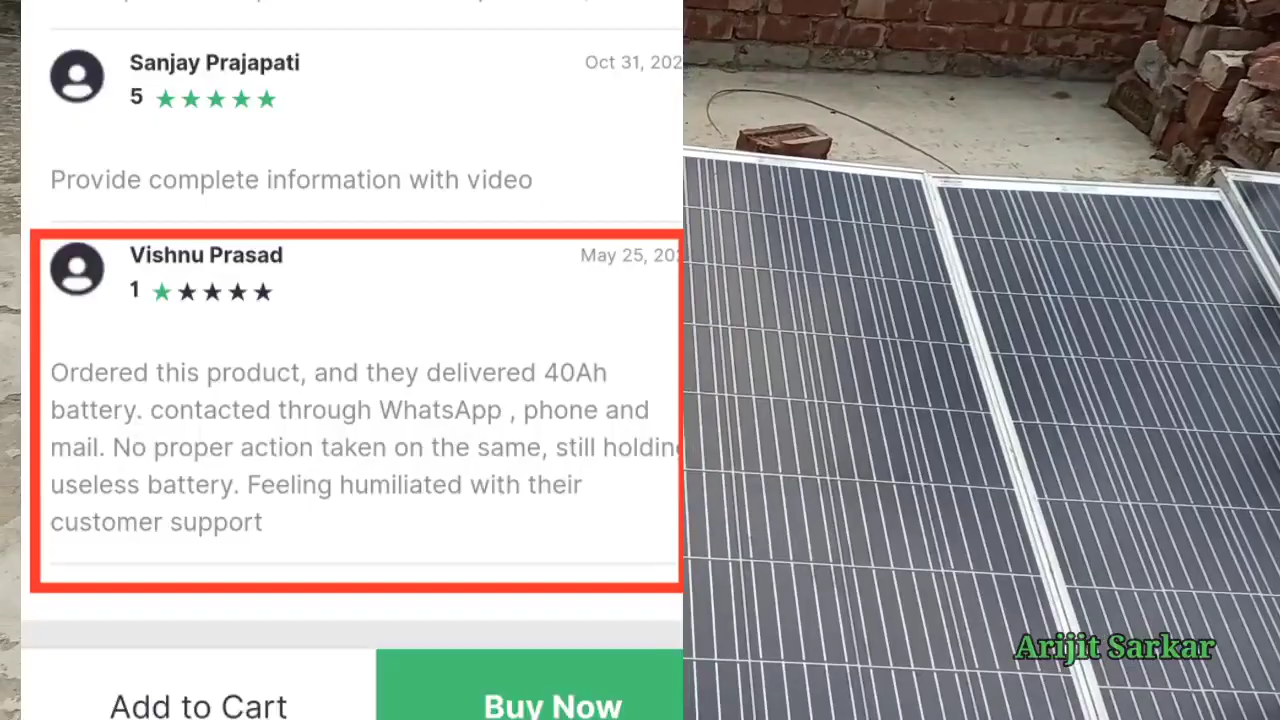 Sanjay Prajapati
Oct 31, 202
5
Provide complete information with video
Vishnu Prasad
May 25, 20
1
Ordered this product, and they delivered 40Ah
battery. contacted through WhatsApp , phone and
mail. No proper action taken on the same, still holdin
useless battery. Feeling humiliated with their
customer support
Add to Cart
Buy Now
Arijit Sarkar